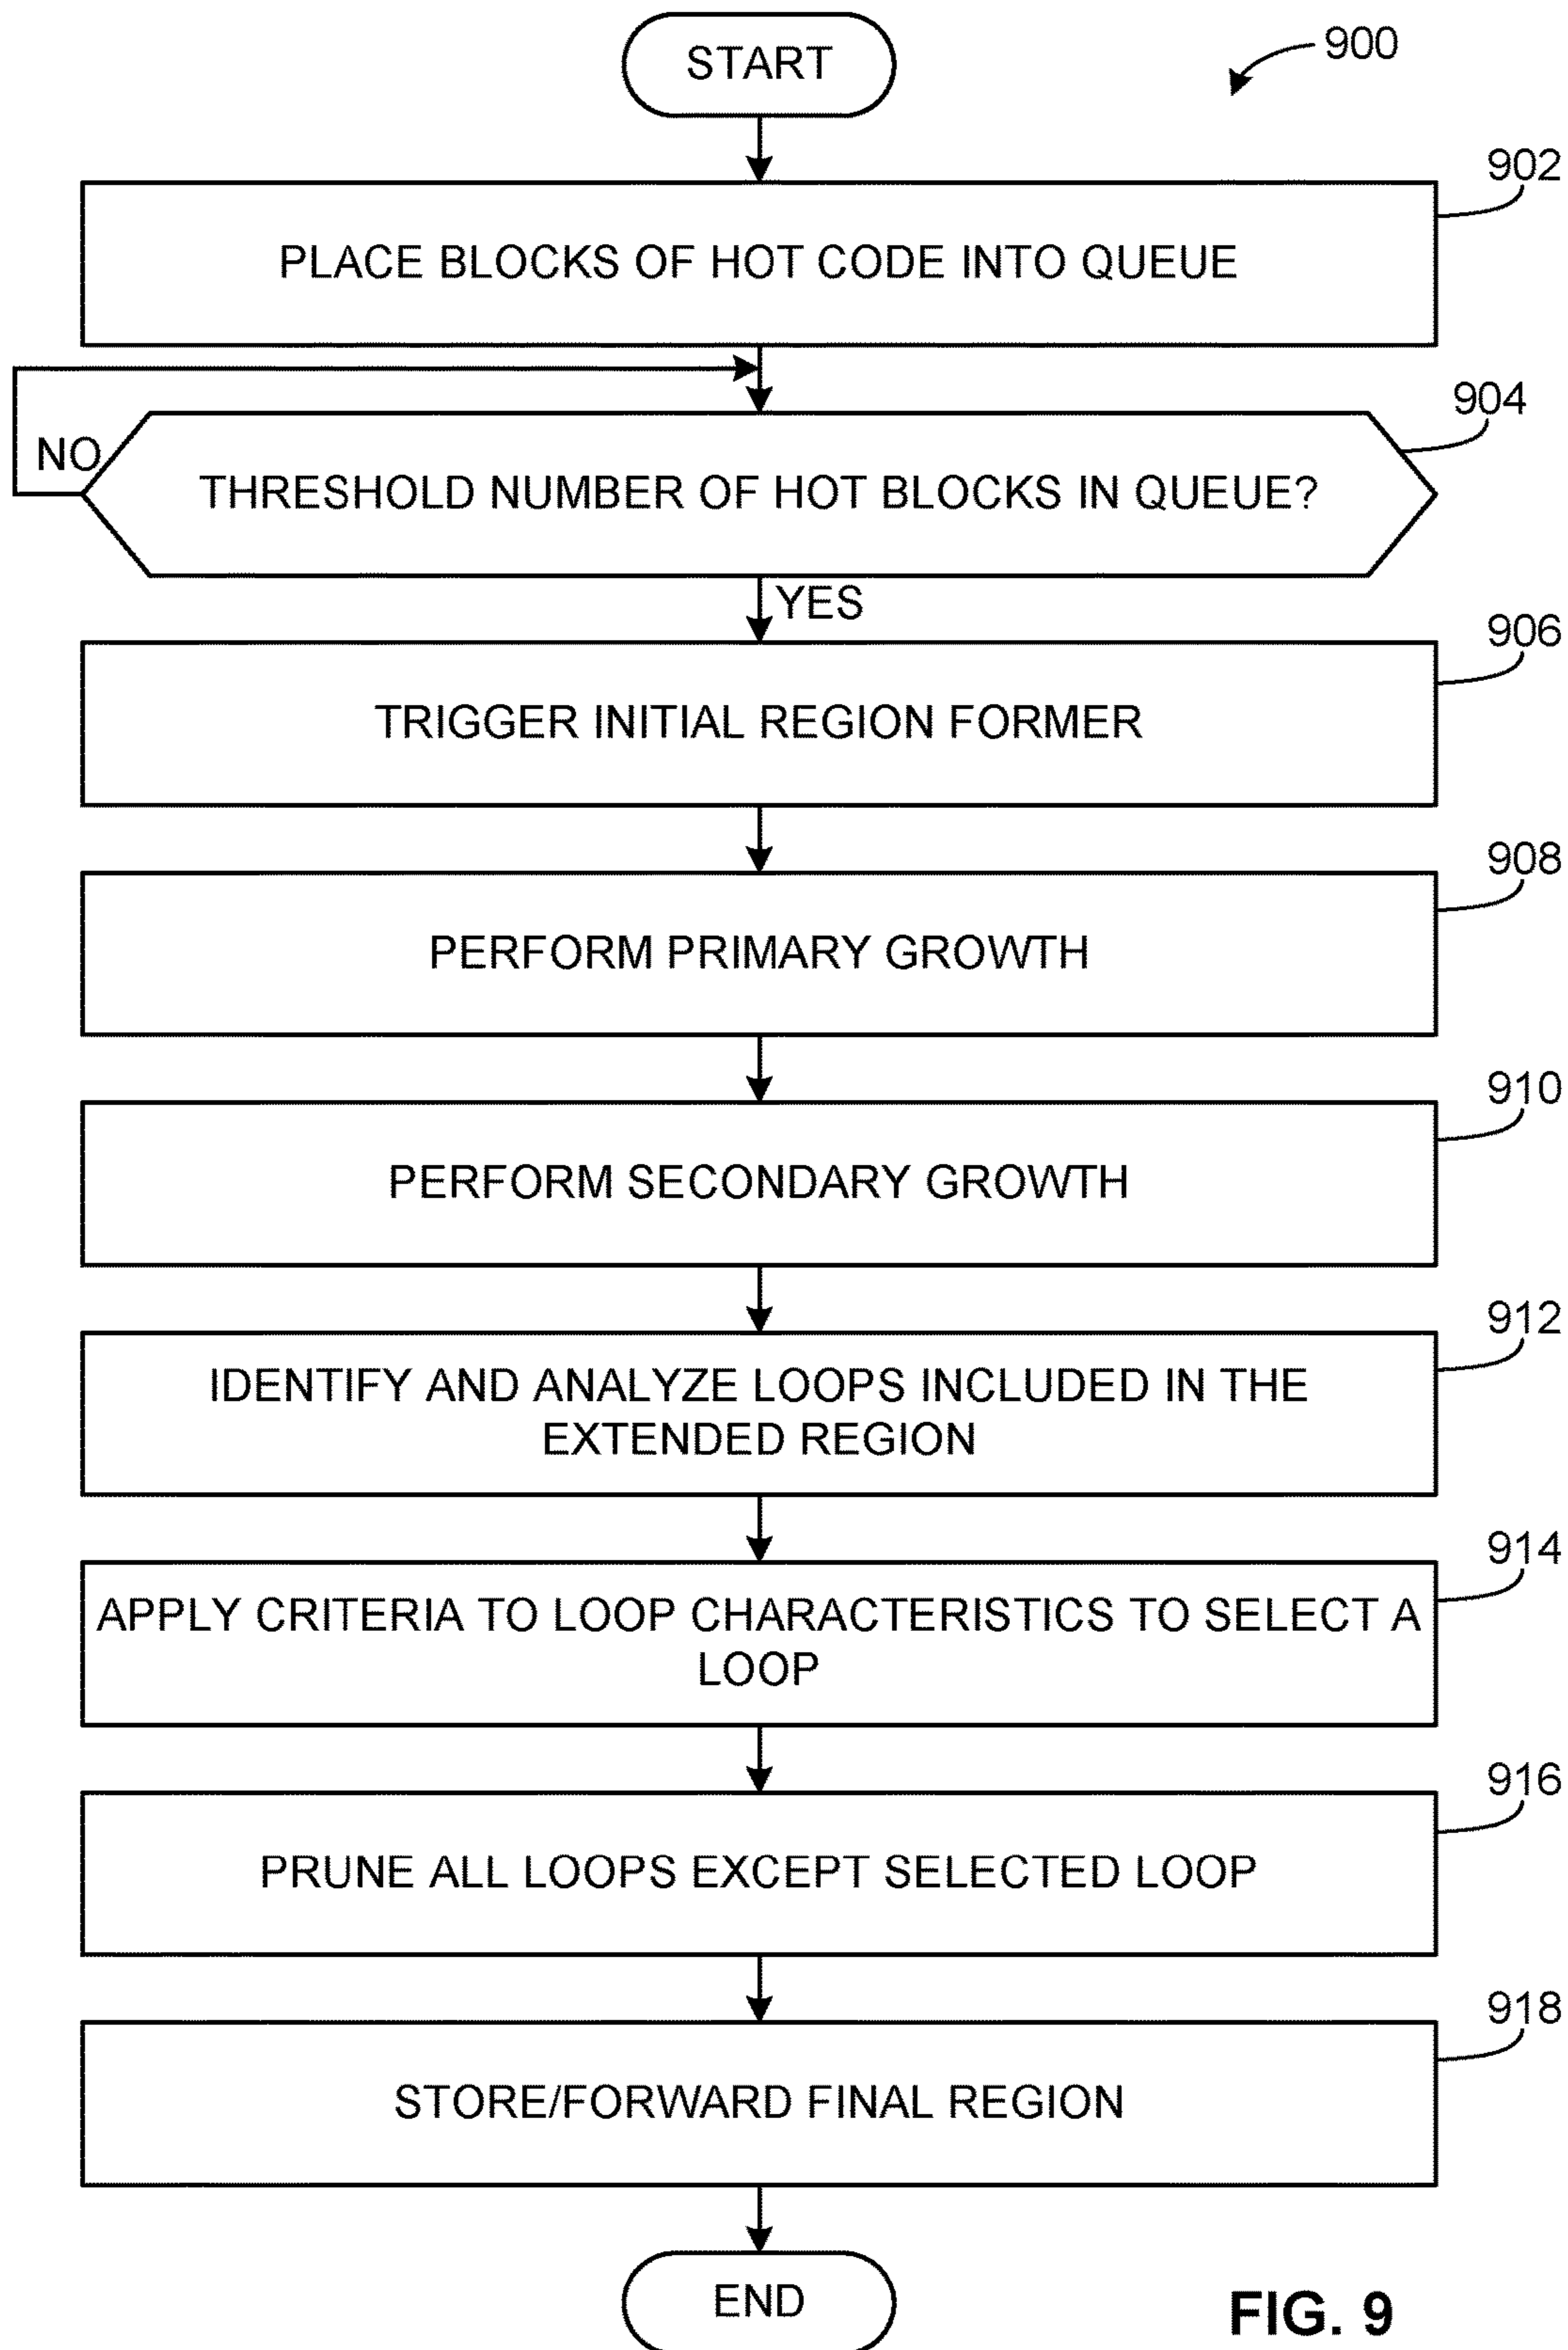 START
900
902
PLACE BLOCKS OF HOT CODE INTO QUEUE
904
NO
THRESHOLD NUMBER OF HOT BLOCKS IN QUEUE?
YES
906
TRIGGER INITIAL REGION FORMER
908
PERFORM PRIMARY GROWTH
910
PERFORM SECONDARY GROWTH
912
IDENTIFY AND ANALYZE LOOPS INCLUDED IN THE
EXTENDED REGION
914
APPLY CRITERIA TO LOOP CHARACTERISTICS TO SELECT A
LOOP
916
PRUNE ALL LOOPS EXCEPT SELECTED LOOP
918
STORE/FORWARD FINAL REGION
END
FIG. 9